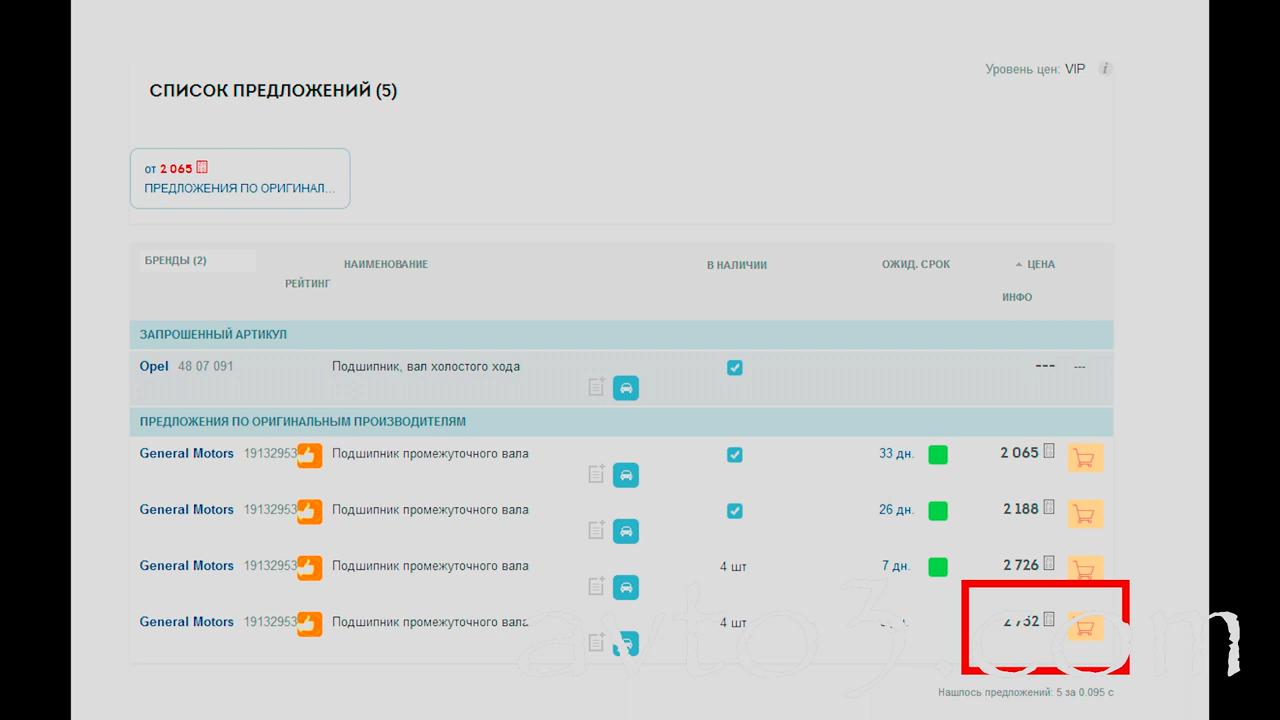 Уровень цен: VIP i
СПИСОК ПРЕДЛОЖЕНИЙ (5)
от 2 065
ПРЕДЛОЖЕНИЯ ПО ОРИГИНАЛ...
БРЕНДЫ (2) РЕЙТИНГ НАИМЕНОВАНИЕ В НАЛИЧИИ ОЖИД. СРОК ЦЕНА
ИНФО
ЗАПРОШЕННЫЙ АРТИКУЛ
Opel 48 07 091 Подшипник, вал холостого хода --- ---
ПРЕДЛОЖЕНИЯ ПО ОРИГИНАЛЬНЫМ ПРОИЗВОДИТЕЛЯМ
General Motors 19132953 Подшипник промежуточного вала 33 дн. 2 065
General Motors 19132953 Подшипник промежуточного вала 26 дн. 2 188
General Motors 19132953 Подшипник промежуточного вала 4 шт 7 дн. 2 726
General Motors 19132953 Подшипник промежуточного вала 4 шт
avto3.com
Нашлось предложений: 5 за 0.095 с